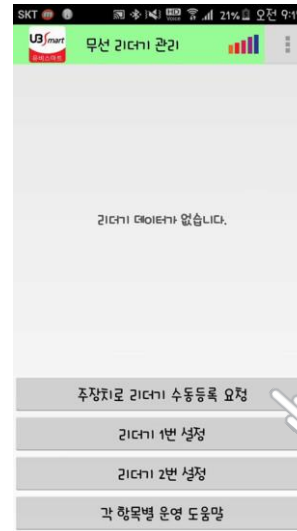 SKT 21% 오전 9:1
UBSmart 무선 리더기 관리
유비스마트
리더기 데이터가 없습니다.
주장치로 리더기 수동등록 요청
리더기 1번 설정
리더기 2번 설정
각 항목별 운영 도움말